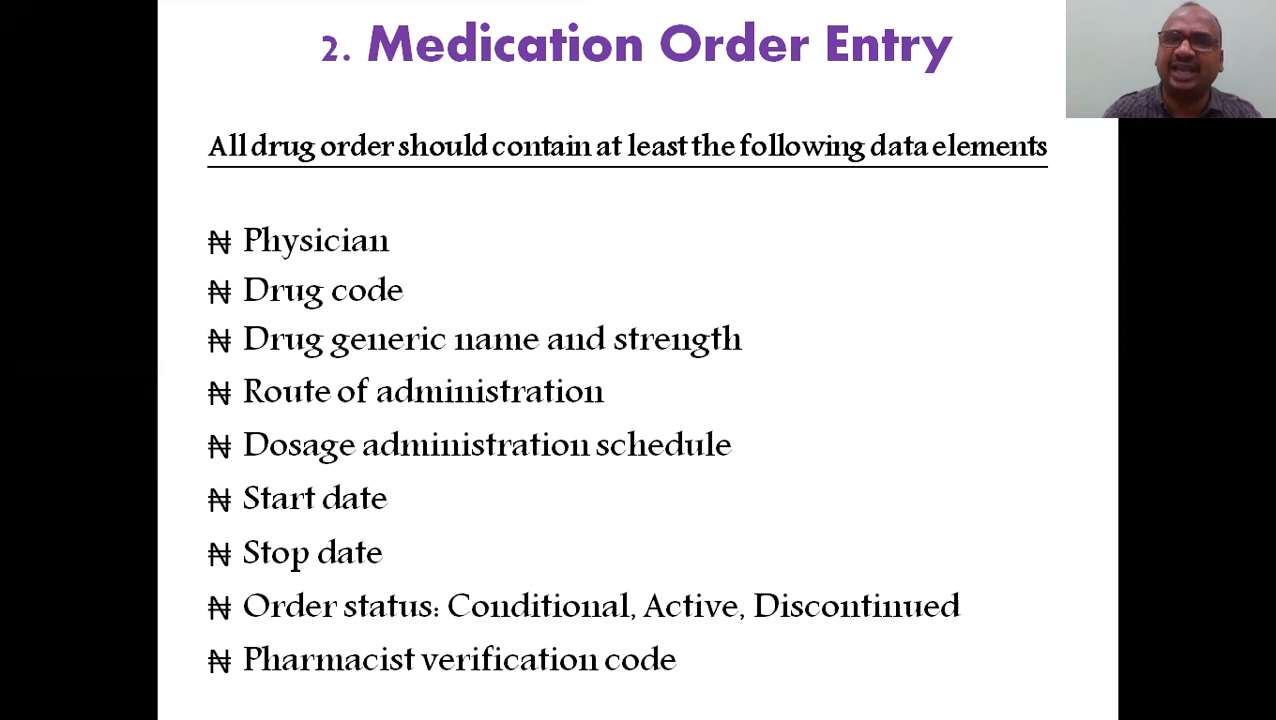 2. Medication Order Entry
All drug order should contain at least the following data elements
₦ Physician
₦ Drug code
₦ Drug generic name and strength
₦ Route of administration
₦ Dosage administration schedule
₦ Start date
₦ Stop date
₦ Order status: Conditional, Active, Discontinued
₦ Pharmacist verification code